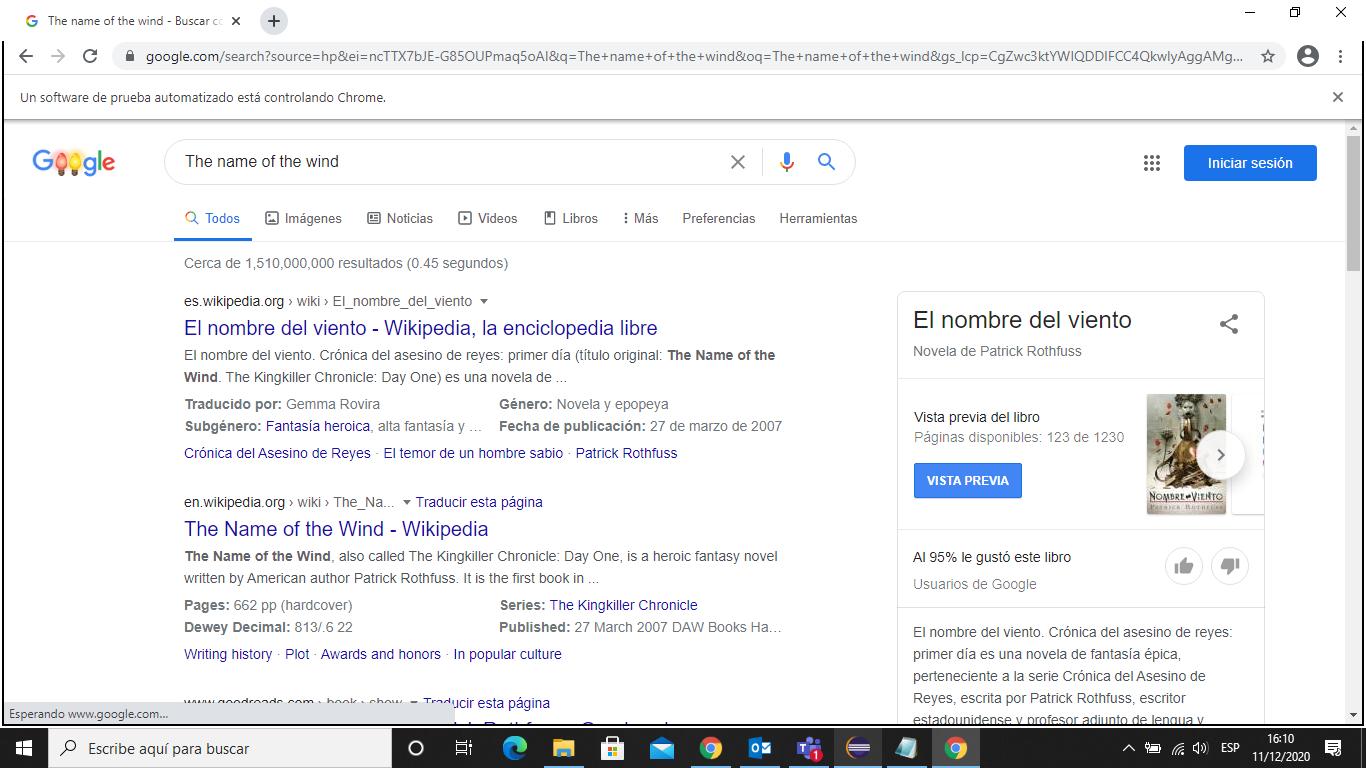 The name of the wind - Buscar co
google.com/search?source=hp&ei=ncTTX7bJE-G85OUPmaq5oAI&q=The+name+of+the+wind&oq=The+name+of+the+wind&gs_lcp=CgZwc3ktYWIQDDIFCC4QkwIyAggAMg...
Un software de prueba automatizado está controlando Chrome.
Google
The name of the wind
Iniciar sesión
Todos Imágenes Noticias Videos Libros Más Preferencias Herramientas
Cerca de 1,510,000,000 resultados (0.45 segundos)
es.wikipedia.org › wiki › El_nombre_del_viento
El nombre del viento - Wikipedia, la enciclopedia libre
El nombre del viento. Crónica del asesino de reyes: primer día (título original: The Name of the
Wind. The Kingkiller Chronicle: Day One) es una novela de ...
Traducido por: Gemma Rovira Género: Novela y epopeya
Subgénero: Fantasía heroica, alta fantasía y ... Fecha de publicación: 27 de marzo de 2007
Crónica del Asesino de Reyes · El temor de un hombre sabio · Patrick Rothfuss
en.wikipedia.org › wiki › The_Na... Traducir esta página
The Name of the Wind - Wikipedia
The Name of the Wind, also called The Kingkiller Chronicle: Day One, is a heroic fantasy novel
written by American author Patrick Rothfuss. It is the first book in ...
Pages: 662 pp (hardcover) Series: The Kingkiller Chronicle
Dewey Decimal: 813/.6 22 Published: 27 March 2007 DAW Books Ha...
Writing history · Plot · Awards and honors · In popular culture
www.goodreads.com › book › show Traducir esta página
El nombre del viento
Novela de Patrick Rothfuss
Vista previa del libro
Páginas disponibles: 123 de 1230
VISTA PREVIA
NOMBRE DEL VIENTO
PATRICK ROTHFUSS
Al 95% le gustó este libro
Usuarios de Google
El nombre del viento. Crónica del asesino de reyes:
primer día es una novela de fantasía épica,
perteneciente a la serie Crónica del Asesino de
Reyes, escrita por Patrick Rothfuss, escritor
estadounidense y profesor adjunto de lengua y
Esperando www.google.com...
Escribe aquí para buscar
1
ESP
16:10
11/12/2020